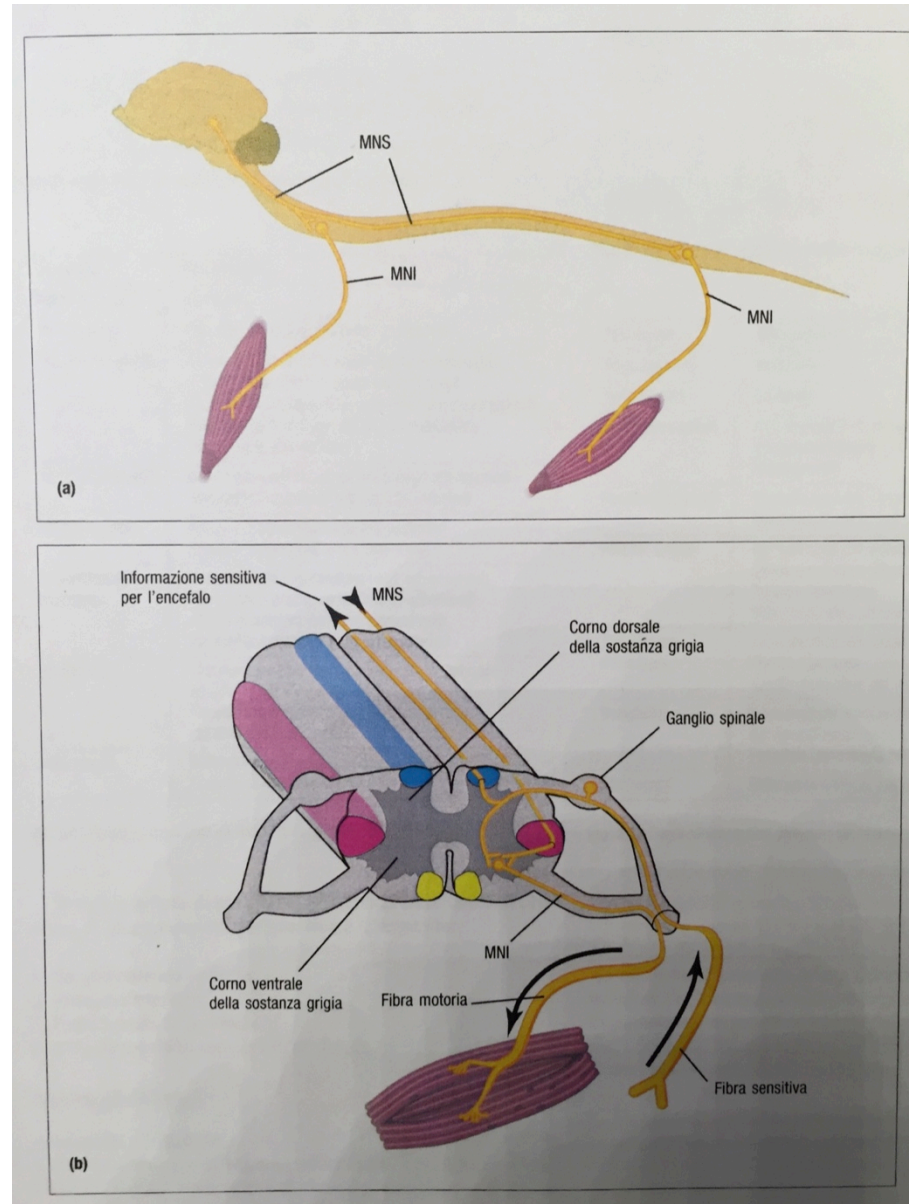 MNS
MNI
MNI
(a)
Informazione sensitiva
per l'encefalo
MNS
Corno dorsale
della sostanza grigia
Ganglio spinale
MNI
Corno ventrale
della sostanza grigia
Fibra motoria
Fibra sensitiva
(b)